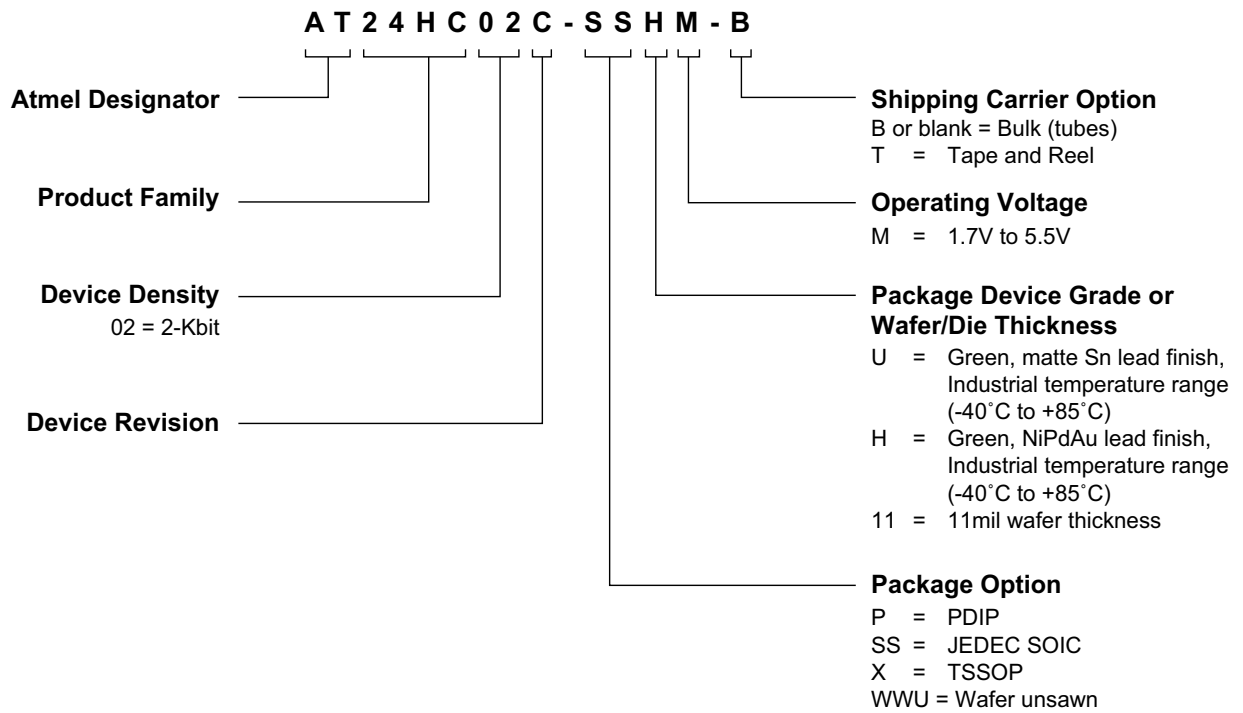 AT24HC02C-SSHM-B
Atmel Designator
Product Family
Device Density
02 = 2-Kbit
Device Revision
Shipping Carrier Option
B or blank = Bulk (tubes)
T = Tape and Reel
Operating Voltage
M = 1.7V to 5.5V
Package Device Grade or
Wafer/Die Thickness
U = Green, matte Sn lead finish,
Industrial temperature range
(-40˚C to +85˚C)
H = Green, NiPdAu lead finish,
Industrial temperature range
(-40˚C to +85˚C)
11 = 11mil wafer thickness
Package Option
P = PDIP
SS = JEDEC SOIC
X = TSSOP
WWU = Wafer unsawn